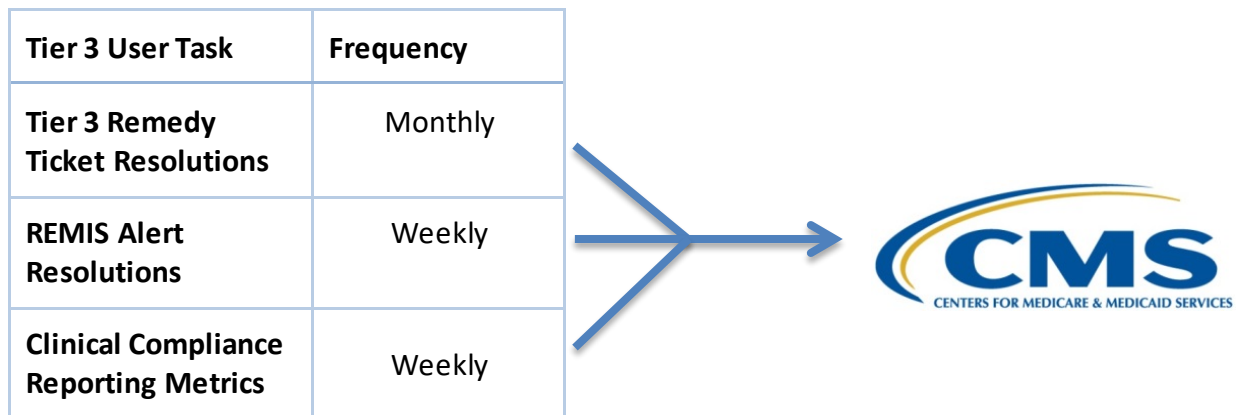 Tier 3 User Task
Frequency
Tier 3 Remedy
Ticket Resolutions
Monthly
REMIS Alert
Resolutions
Weekly
Clinical Compliance
Reporting Metrics
Weekly
CMS
CENTERS FOR MEDICARE & MEDICAID SERVICES